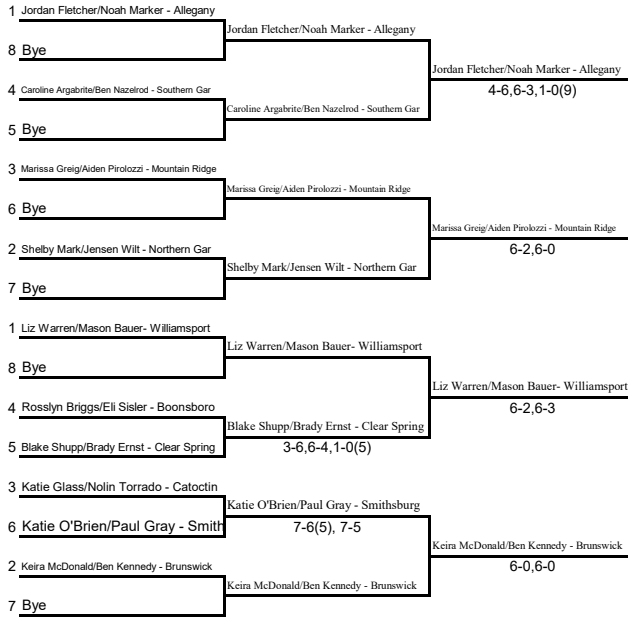 1 Jordan Fletcher/Noah Marker - Allegany
Jordan Fletcher/Noah Marker - Allegany
8 Bye
Jordan Fletcher/Noah Marker - Allegany
4 Caroline Argabrite/Ben Nazelrod - Southern Gar
4-6,6-3,1-0(9)
Caroline Argabrite/Ben Nazelrod - Southern Gar
5 Bye
3 Marissa Greig/Aiden Pirolozzi - Mountain Ridge
Marissa Greig/Aiden Pirolozzi - Mountain Ridge
6 Bye
Marissa Greig/Aiden Pirolozzi - Mountain Ridge
2 Shelby Mark/Jensen Wilt - Northern Gar
6-2,6-0
Shelby Mark/Jensen Wilt - Northern Gar
7 Bye
1 Liz Warren/Mason Bauer- Williamsport
Liz Warren/Mason Bauer- Williamsport
8 Bye
Liz Warren/Mason Bauer- Williamsport
4 Rosslyn Briggs/Eli Sisler - Boonsboro
6-2,6-3
Blake Shupp/Brady Ernst - Clear Spring
5 Blake Shupp/Brady Ernst - Clear Spring
3-6,6-4,1-0(5)
3 Katie Glass/Nolin Torrado - Catoctin
Katie O'Brien/Paul Gray - Smithsburg
6 Katie O'Brien/Paul Gray - Smith
7-6(5), 7-5
Keira McDonald/Ben Kennedy - Brunswick
2 Keira McDonald/Ben Kennedy - Brunswick
6-0,6-0
Keira McDonald/Ben Kennedy - Brunswick
7 Bye